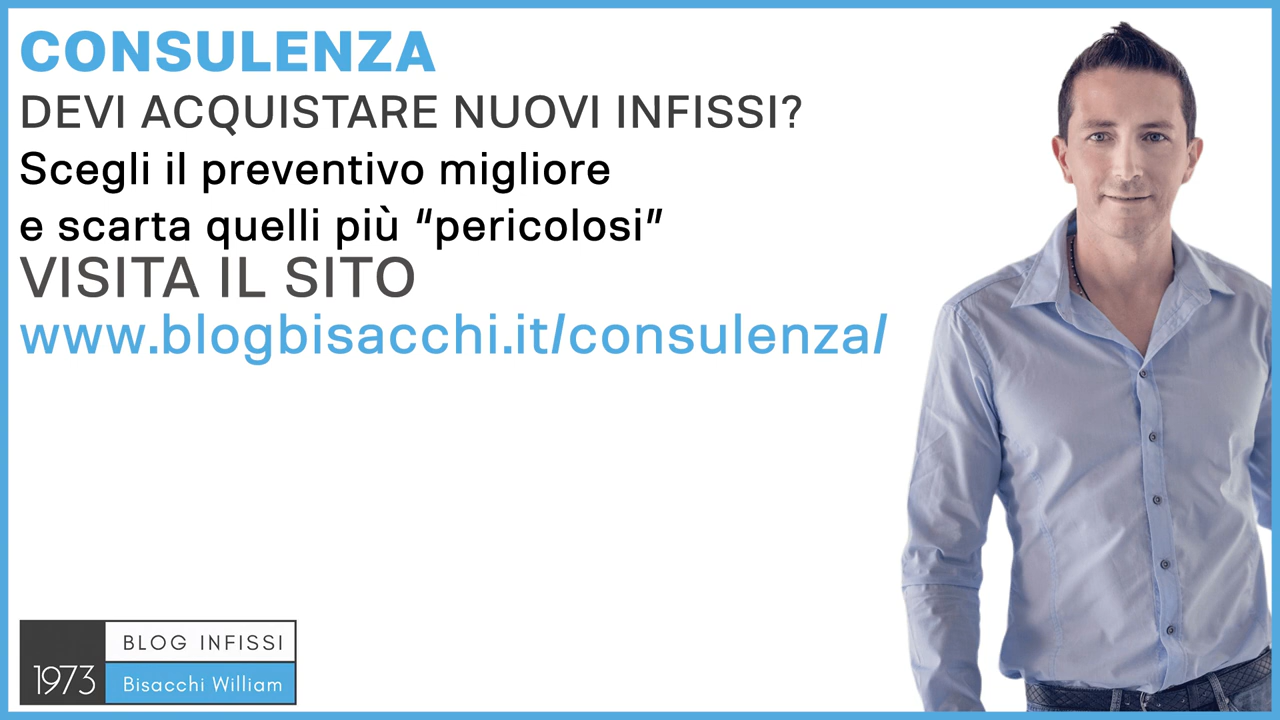 CONSULENZA
DEVI ACQUISTARE NUOVI INFISSI?
Scegli il preventivo migliore
e scarta quelli più “pericolosi”
VISITA IL SITO
www.blogbisacchi.it/consulenza/
1973
BLOG INFISSI
Bisacchi William